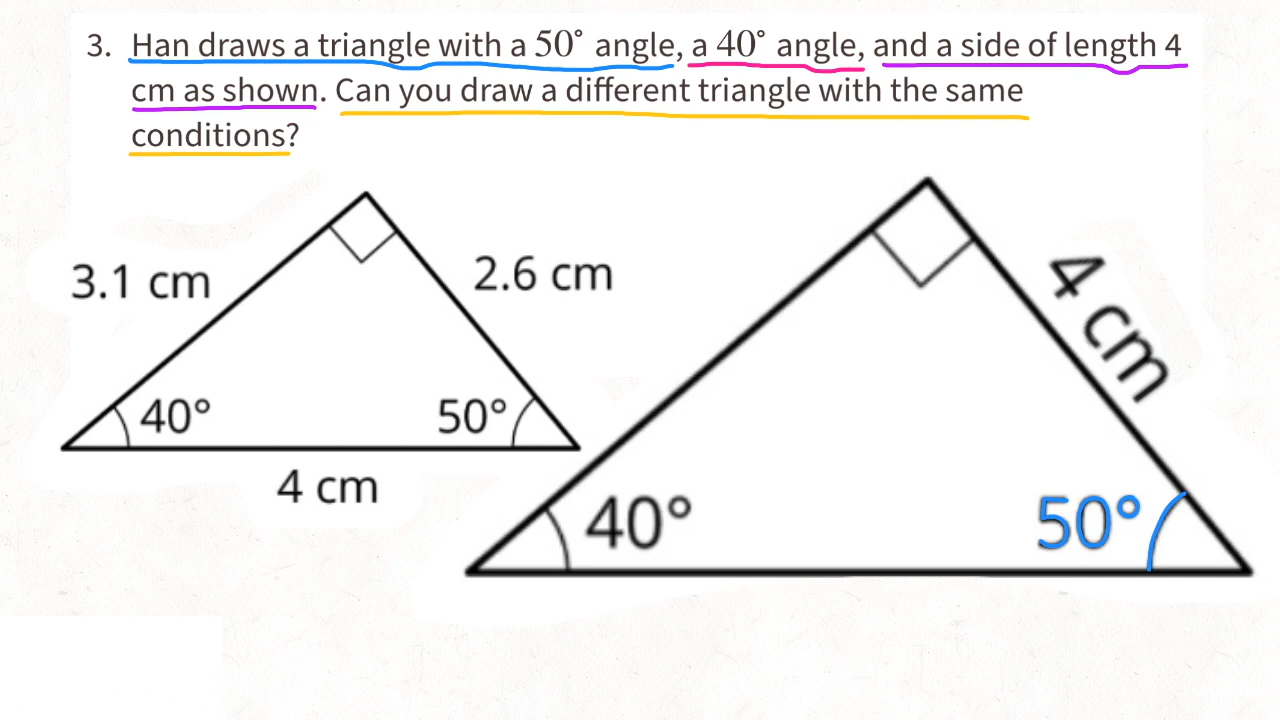 3. Han draws a triangle with a 50° angle, a 40° angle, and a side of length 4
cm as shown. Can you draw a different triangle with the same
conditions?
3.1 cm
2.6 cm
40°
50°
4 cm
4 cm
40°
50°